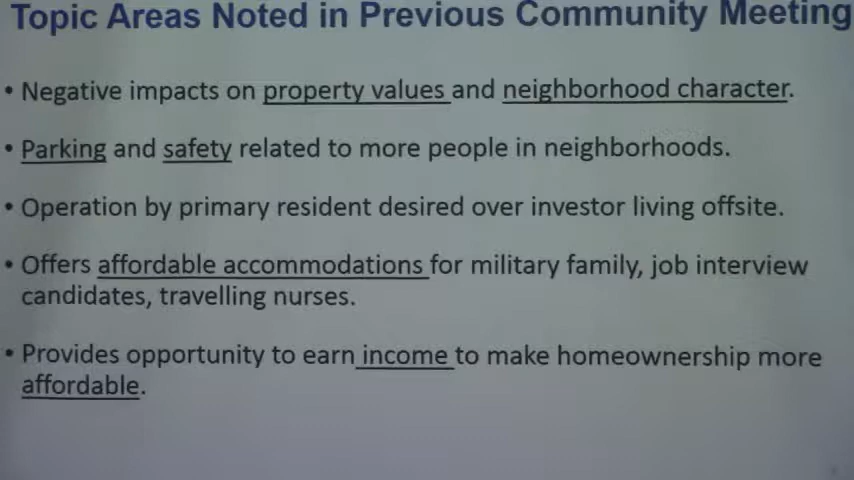 Topic Areas Noted in Previous Community Meeting
• Negative impacts on property values and neighborhood character.
• Parking and safety related to more people in neighborhoods.
• Operation by primary resident desired over investor living offsite.
• Offers affordable accommodations for military family, job interview
candidates, travelling nurses.
• Provides opportunity to earn income to make homeownership more
affordable.